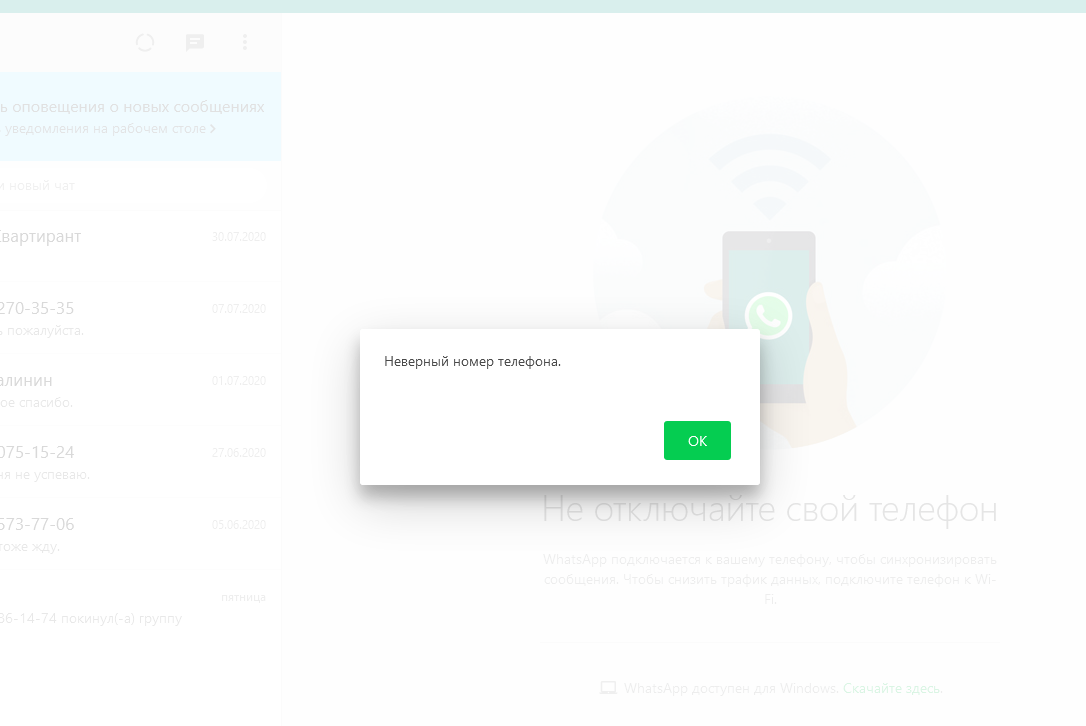 ь оповещения о новых сообщениях
уведомления на рабочем столе >
и новый чат
Квартирант
30.07.2020
270-35-35
07.07.2020
ь пожалуйста.
алинин
01.07.2020
ое спасибо.
075-15-24
27.06.2020
ня не успеваю.
573-77-06
05.06.2020
тоже жду.
пятница
36-14-74 покинул(-а) группу
Неверный номер телефона.
ОК
Не отключайте свой телефон
WhatsApp подключается к вашему телефону, чтобы синхронизировать
сообщения. Чтобы снизить трафик данных, подключите телефон к Wi-
Fi.
WhatsApp доступен для Windows. Скачайте здесь.